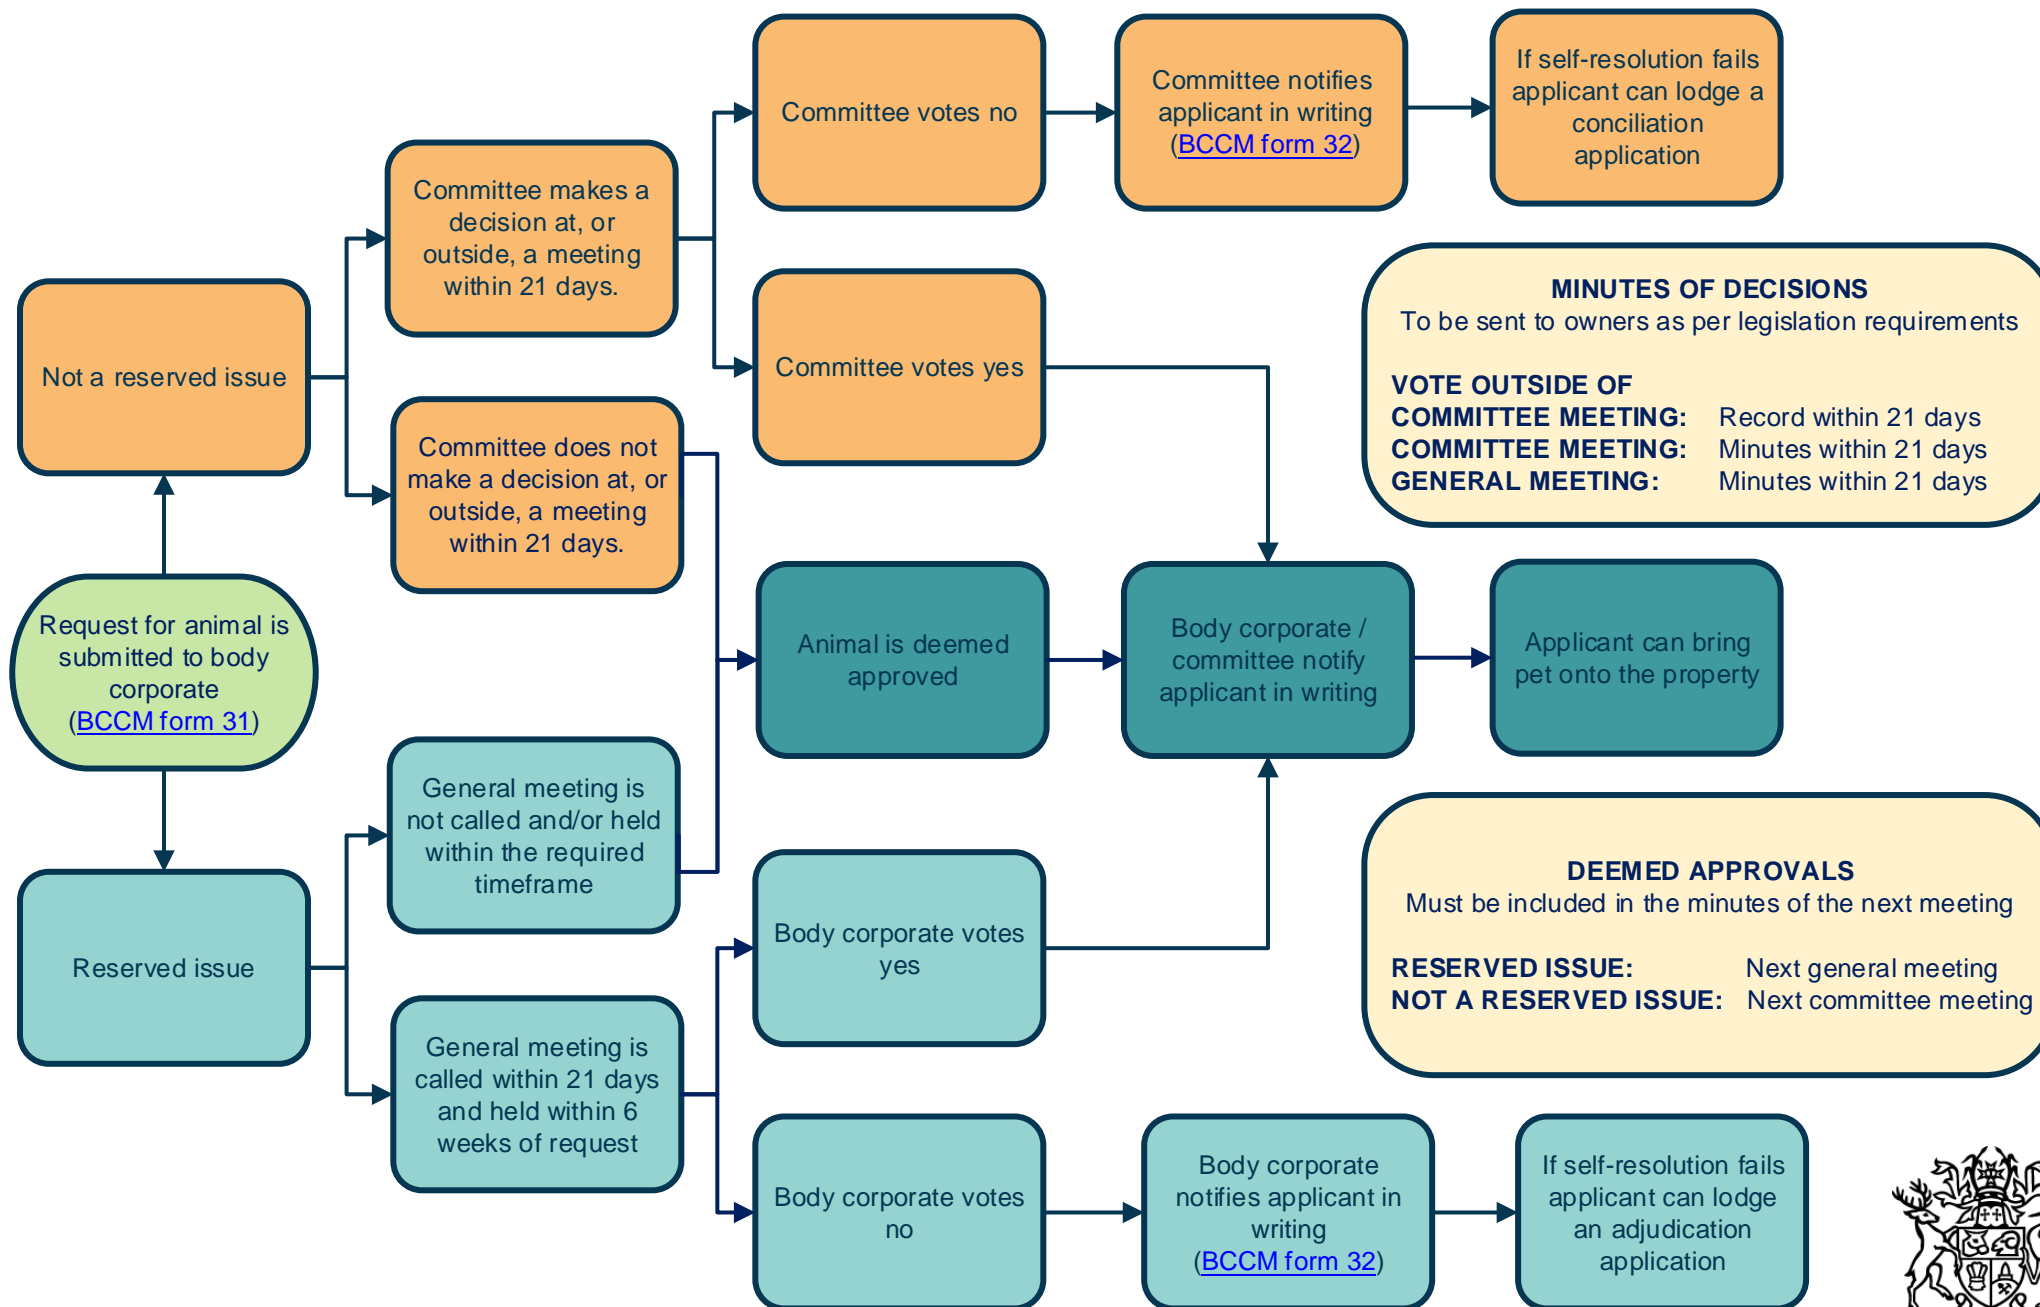 Committee votes no
Committee notifies
applicant in writing
(BCCM form 32)
If self-resolution fails
applicant can lodge a
conciliation
application
Committee makes a
decision at, or
outside, a meeting
within 21 days.
Not a reserved issue
Committee votes yes
MINUTES OF DECISIONS
To be sent to owners as per legislation requirements
VOTE OUTSIDE OF
COMMITTEE MEETING: Record within 21 days
COMMITTEE MEETING: Minutes within 21 days
GENERAL MEETING: Minutes within 21 days
Committee does not
make a decision at, or
outside, a meeting
within 21 days.
Request for animal is
submitted to body
corporate
(BCCM form 31)
Animal is deemed
approved
Body corporate /
committee notify
applicant in writing
Applicant can bring
pet onto the property
General meeting is
not called and/or held
within the required
timeframe
Reserved issue
Body corporate votes
yes
DEEMED APPROVALS
Must be included in the minutes of the next meeting
RESERVED ISSUE: Next general meeting
NOT A RESERVED ISSUE: Next committee meeting
General meeting is
called within 21 days
and held within 6
weeks of request
Body corporate votes
no
Body corporate
notifies applicant in
writing
(BCCM form 32)
If self-resolution fails
applicant can lodge
an adjudication
application